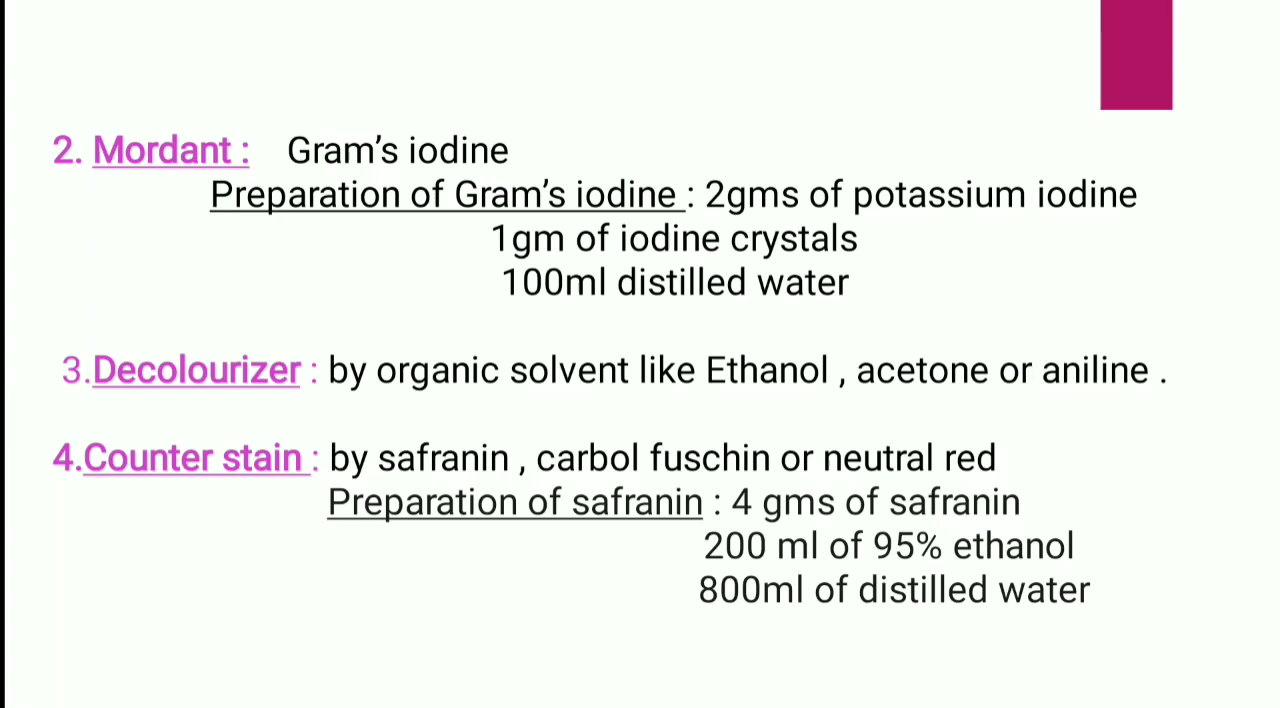 2. Mordant : Gram’s iodine
Preparation of Gram’s iodine : 2gms of potassium iodine
1gm of iodine crystals
100ml distilled water
3.Decolourizer : by organic solvent like Ethanol , acetone or aniline .
4.Counter stain : by safranin , carbol fuschin or neutral red
Preparation of safranin : 4 gms of safranin
200 ml of 95% ethanol
800ml of distilled water